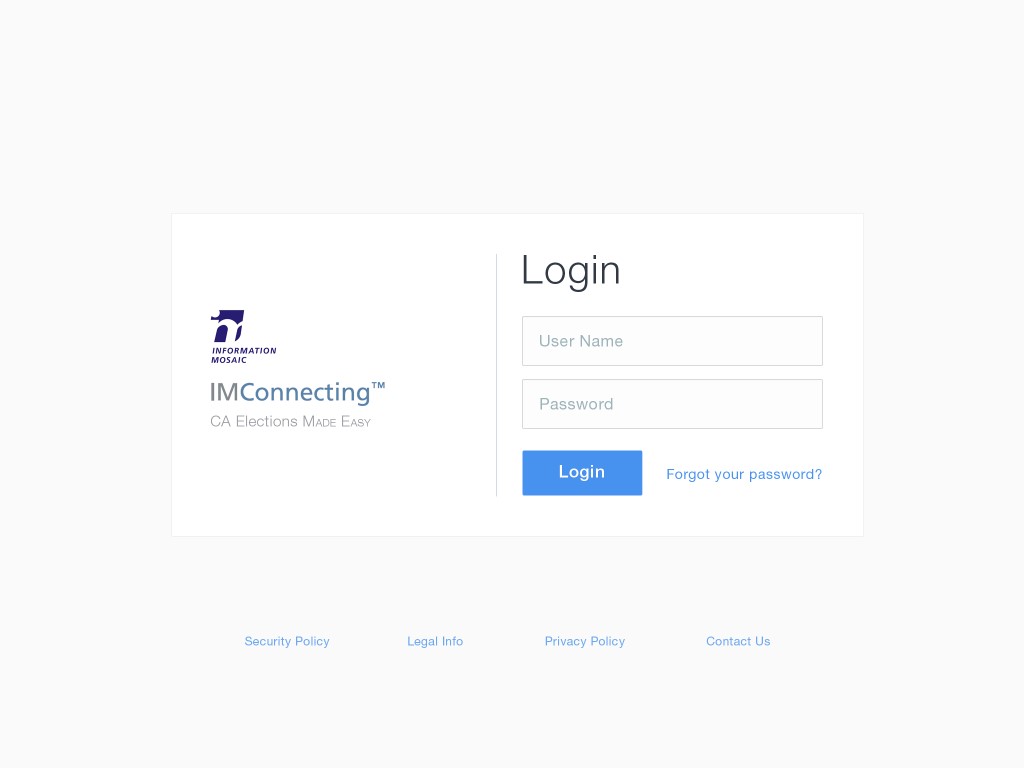 INFORMATION
MOSAIC
IMConnecting™
CA Elections MADE EASY
Login
User Name
Password
Login
Forgot your password?
Security Policy
Legal Info
Privacy Policy
Contact Us